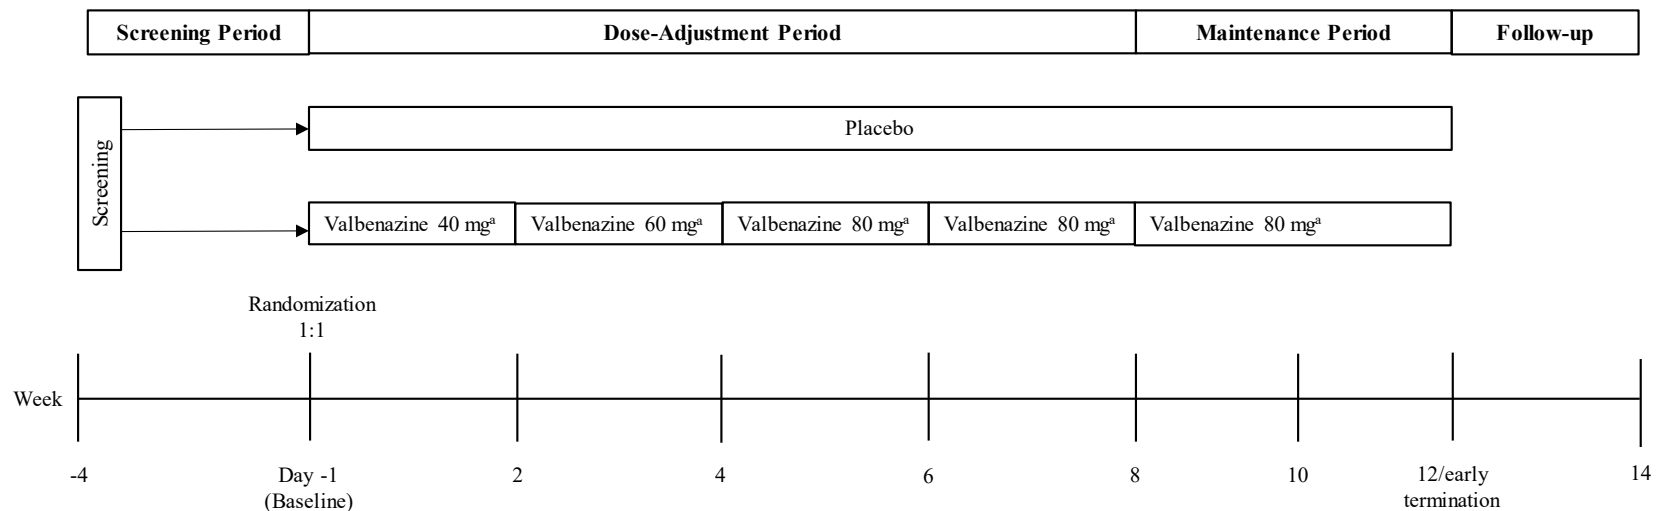 Screening Period Dose-Adjustment Period Maintenance Period Follow-up
Screening
Placebo
Valbenazine 40 mgᵃ Valbenazine 60 mgᵃ Valbenazine 80 mgᵃ Valbenazine 80 mgᵃ Valbenazine 80 mgᵃ
Randomization
1:1
Week
-4 Day -1 2 4 6 8 10 12/early 14
(Baseline) termination